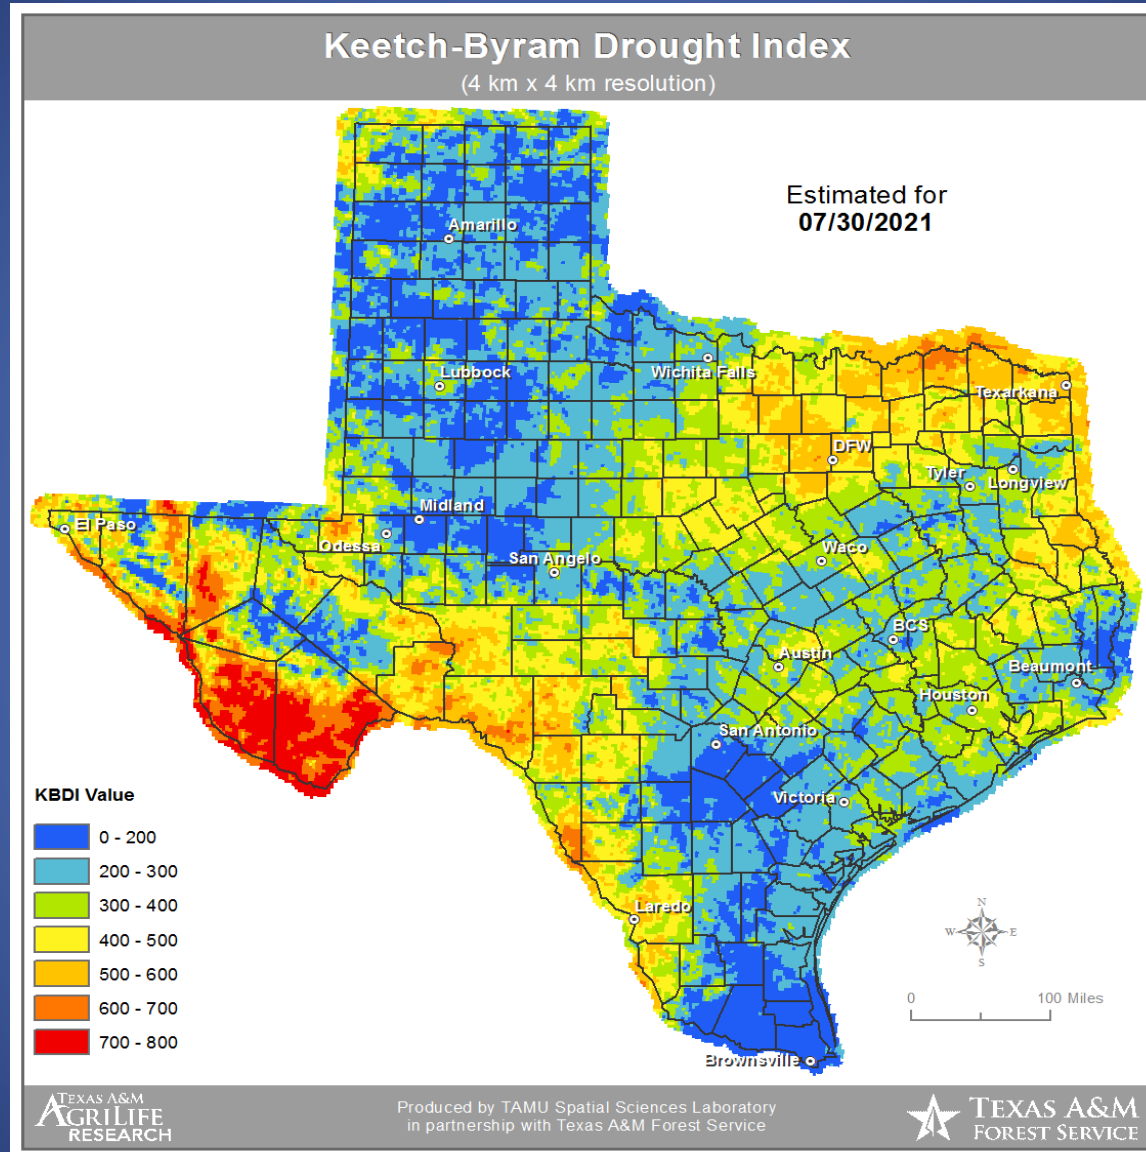 Keetch-Byram Drought Index
(4 km x 4 km resolution)
Estimated for
07/30/2021
Amarillo
Lubbock
Wichita Falls
Texarkana
DFW
Tyler
Longview
Midland
El Paso
Odessa
San Angelo
Waco
BCS
Austin
Beaumont
Houston
San Antonio
Victoria
Laredo
Brownsville
KBDI Value
0 - 200
200 - 300
300 - 400
400 - 500
500 - 600
600 - 700
700 - 800
N
W E
S
0 100 Miles
TEXAS A&M
AGRILIFE
RESEARCH
Produced by TAMU Spatial Sciences Laboratory
in partnership with Texas A&M Forest Service
TEXAS A&M
FOREST SERVICE